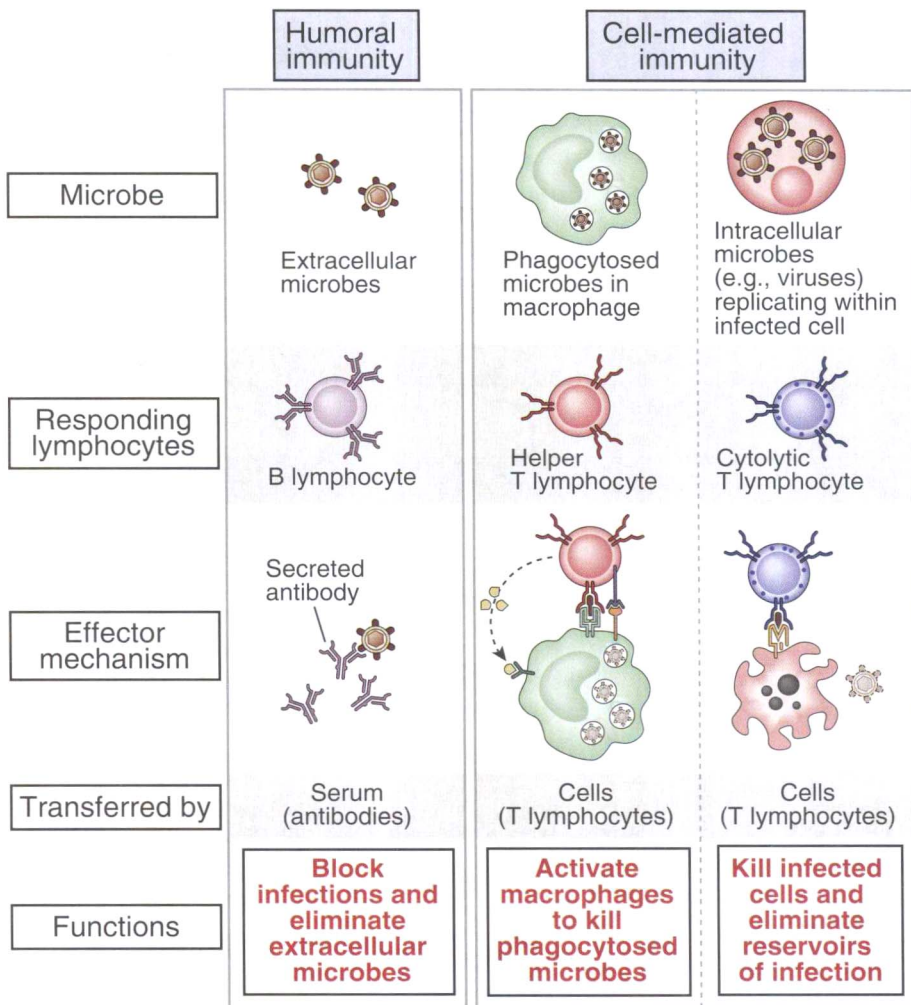 Humoral
immunity
Cell-mediated
immunity
Microbe
Extracellular
microbes
Phagocytosed
microbes in
macrophage
Intracellular
microbes
(e.g., viruses)
replicating within
infected cell
Responding
lymphocytes
B lymphocyte
Helper
T lymphocyte
Cytolytic
T lymphocyte
Effector
mechanism
Secreted
antibody
Transferred by
Serum
(antibodies)
Cells
(T lymphocytes)
Cells
(T lymphocytes)
Functions
Block
infections and
eliminate
extracellular
microbes
Activate
macrophages
to kill
phagocytosed
microbes
Kill infected
cells and
eliminate
reservoirs
of infection